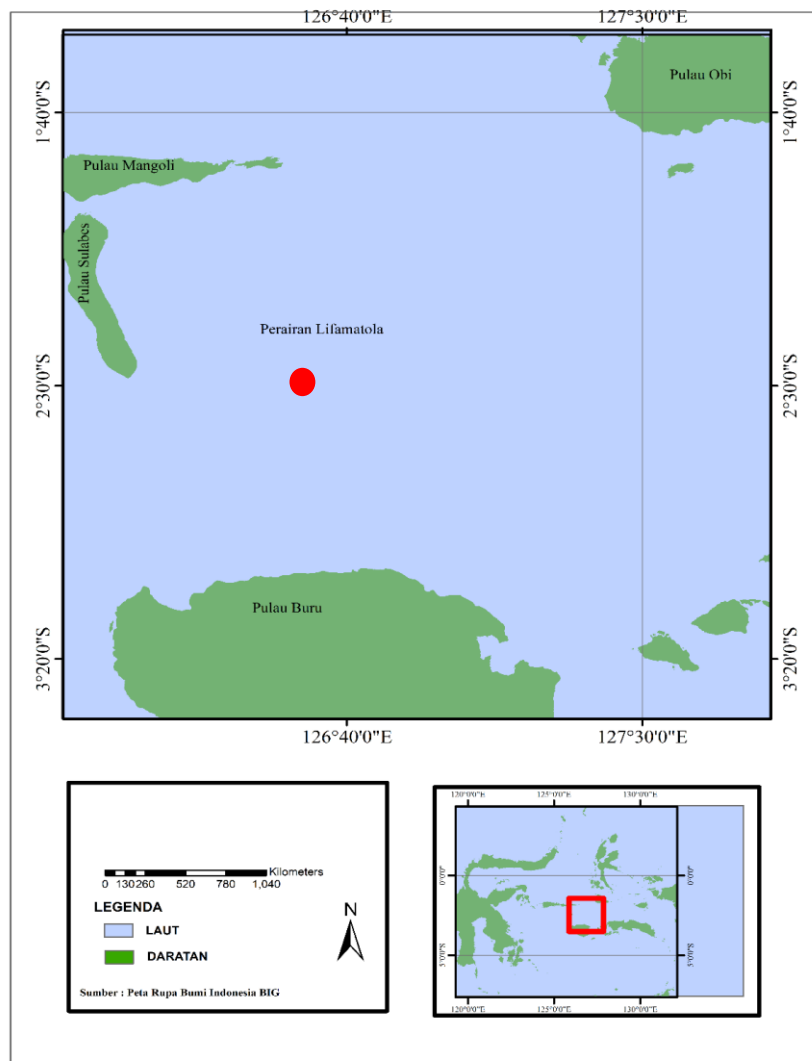 126°40'0"E 127°30'0"E
Pulau Obi
1°40'0"S 1°40'0"S
Pulau Mangoli
Pulau Sulabes
Perairan Lifamatola
2°30'0"S 2°30'0"S
Pulau Buru
3°20'0"S 3°20'0"S
126°40'0"E 127°30'0"E
Kilometers
0 130 260 520 780 1,040
LEGENDA
LAUT
DARATAN
N
Sumber : Peta Rupa Bumi Indonesia BIG
120°0'0"E 125°0'0"E 130°0'0"E
0°0'0" 0°0'0"
5°0'0"S 5°0'0"S
120°0'0"E 125°0'0"E 130°0'0"E